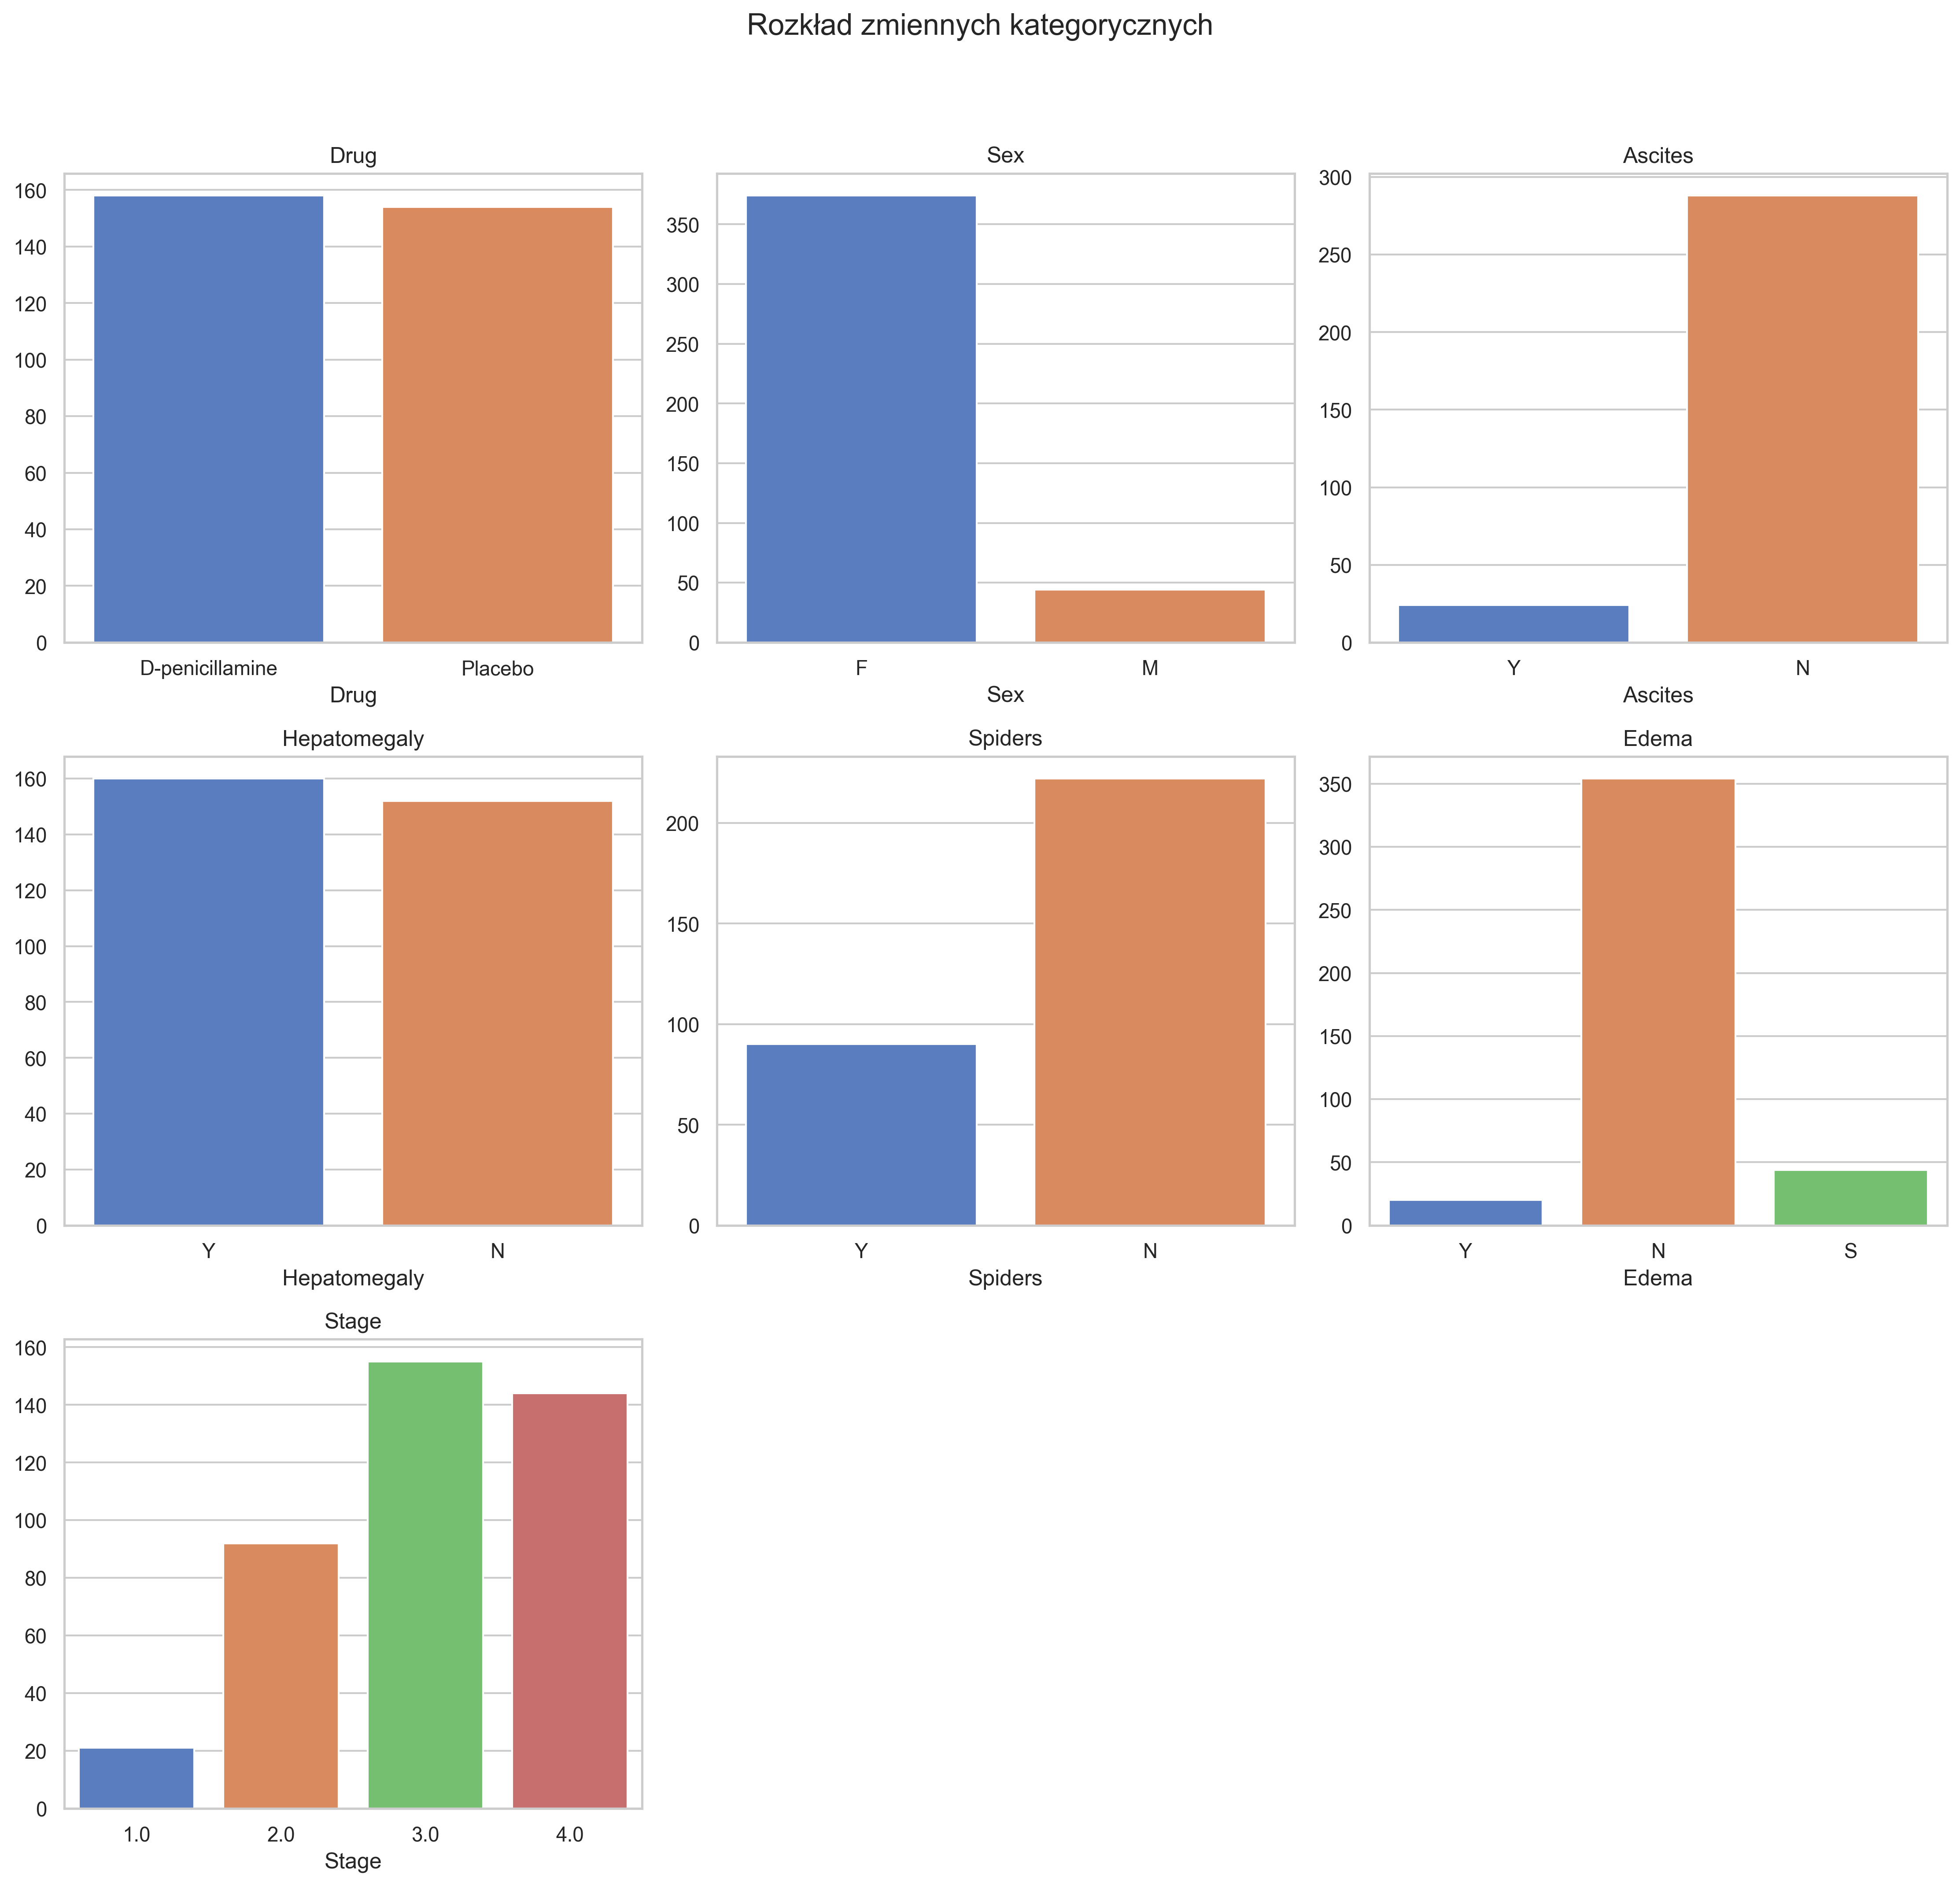 Rozkład zmiennych kategorycznych
Drug
160
140
120
100
80
60
40
20
0
D-penicillamine Placebo
Drug
Sex
350
300
250
200
150
100
50
0
F M
Sex
Ascites
300
250
200
150
100
50
0
Y N
Ascites
Hepatomegaly
160
140
120
100
80
60
40
20
0
Y N
Hepatomegaly
Spiders
200
150
100
50
0
Y N
Spiders
Edema
350
300
250
200
150
100
50
0
Y N S
Edema
Stage
160
140
120
100
80
60
40
20
0
1.0 2.0 3.0 4.0
Stage